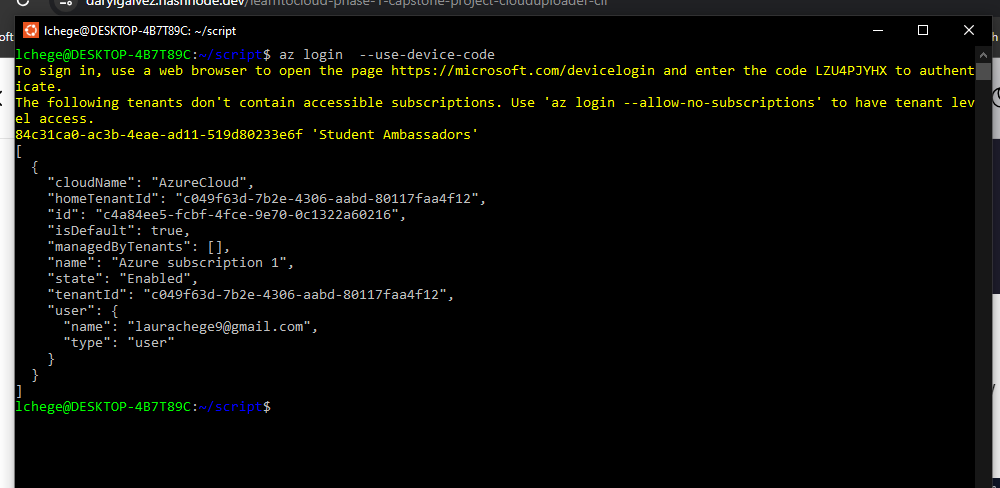 darylgalvez.hashnode.dev/learntocloud-phase-1-capstone-project-clouduploader-cli
lchege@DESKTOP-4B7T89C: ~/script
lchege@DESKTOP-4B7T89C:~/script$ az login  --use-device-code
To sign in, use a web browser to open the page https://microsoft.com/devicelogin and enter the code LZU4PJYHX to authent
icate.
The following tenants don't contain accessible subscriptions. Use 'az login --allow-no-subscriptions' to have tenant lev
el access.
84c31ca0-ac3b-4eae-ad11-519d80233e6f 'Student Ambassadors'
[
  {
    "cloudName": "AzureCloud",
    "homeTenantId": "c049f63d-7b2e-4306-aabd-80117faa4f12",
    "id": "c4a84ee5-fcbf-4fce-9e70-0c1322a60216",
    "isDefault": true,
    "managedByTenants": [],
    "name": "Azure subscription 1",
    "state": "Enabled",
    "tenantId": "c049f63d-7b2e-4306-aabd-80117faa4f12",
    "user": {
      "name": "laurachege9@gmail.com",
      "type": "user"
    }
  }
]
lchege@DESKTOP-4B7T89C:~/script$